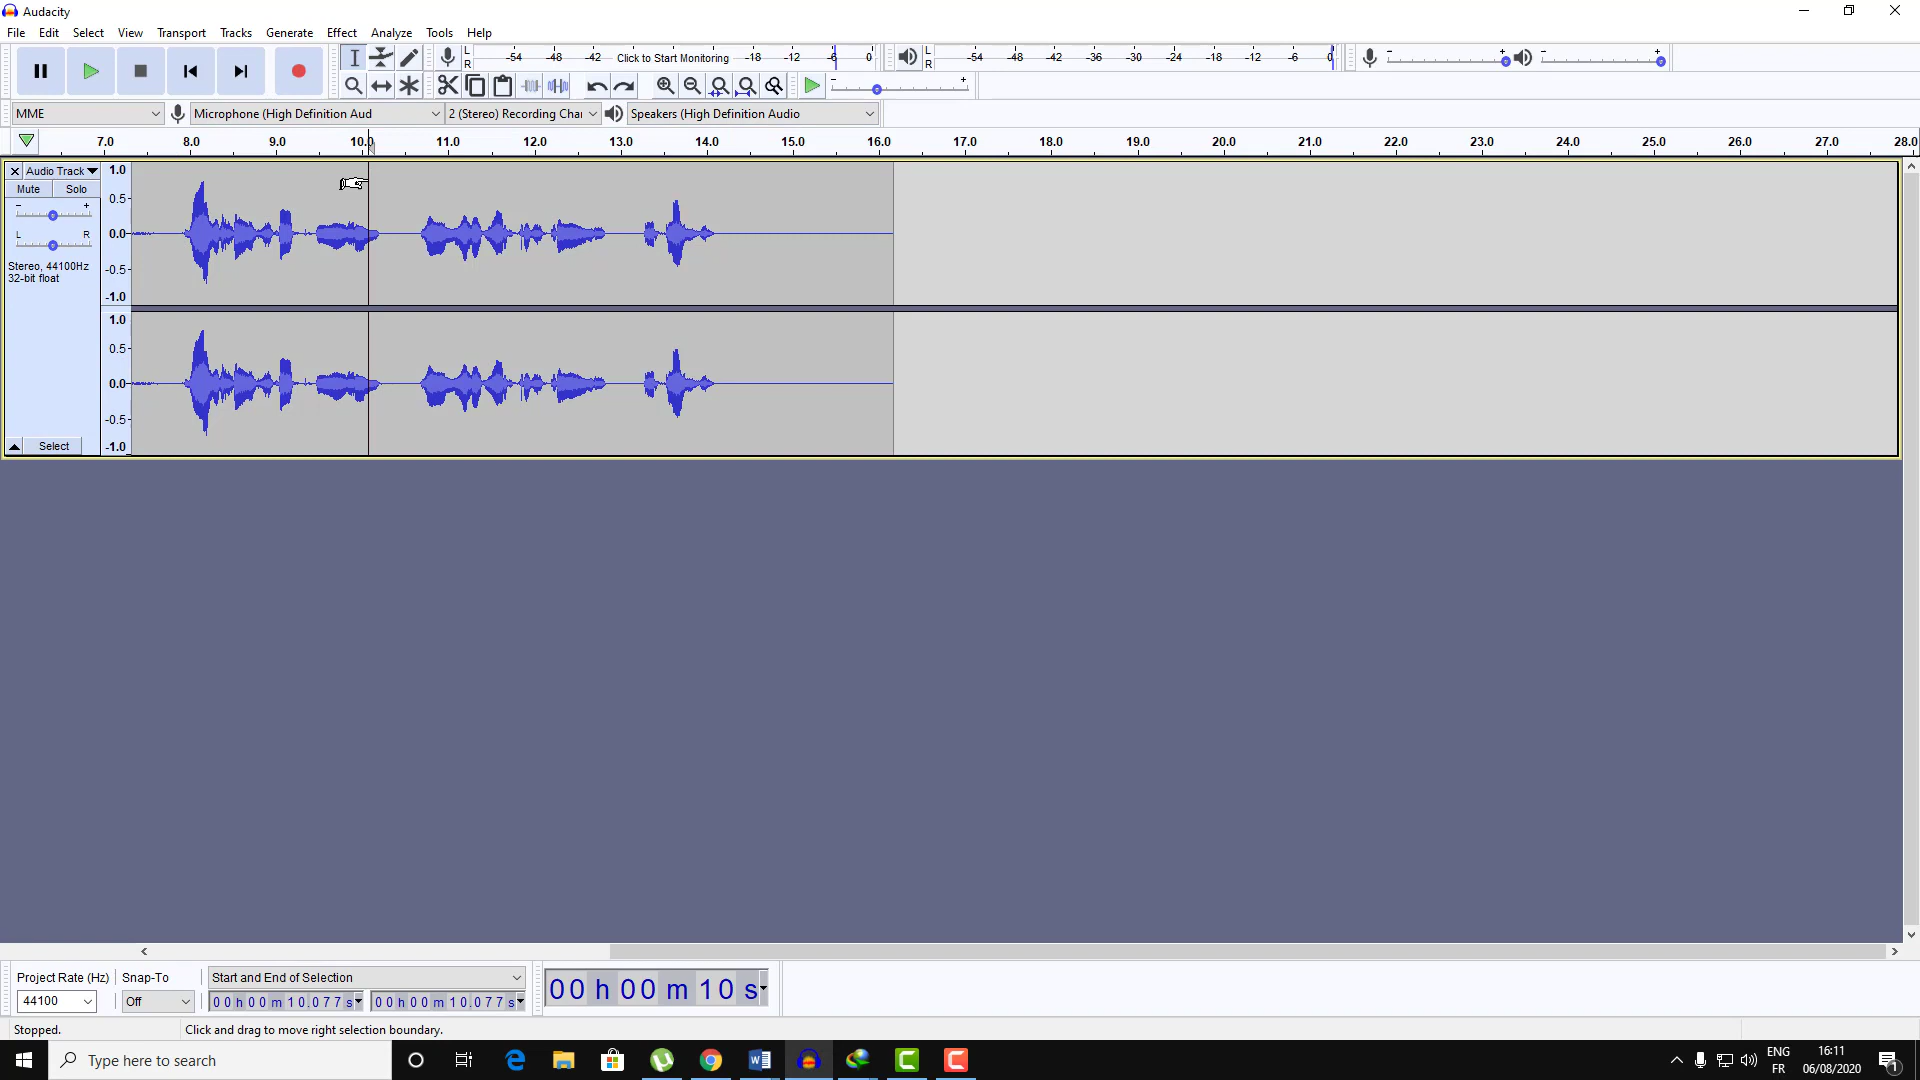 Audacity
File Edit Select View Transport Tracks Generate Effect Analyze Tools Help
L R -54 -48 -42 Click to Start Monitoring -18 -12 -6 0 L R -54 -48 -42 -36 -30 -24 -18 -12 -6 0 - + - +
- +
MME Microphone (High Definition Aud 2 (Stereo) Recording Chai Speakers (High Definition Audio
7.0 8.0 9.0 10.0 11.0 12.0 13.0 14.0 15.0 16.0 17.0 18.0 19.0 20.0 21.0 22.0 23.0 24.0 25.0 26.0 27.0 28.0
Audio Track 1.0
Mute Solo
- + 0.5
L R 0.0
Stereo, 44100Hz -0.5
32-bit float
-1.0
1.0
0.5
0.0
-0.5
Select -1.0
Project Rate (Hz) Snap-To Start and End of Selection
44100 Off 00 h 00 m 10.077 s 00 h 00 m 10.077 s 00 h 00 m 10 s
Stopped. Click and drag to move right selection boundary.
Type here to search ENG 16:11
FR 06/08/2020 1